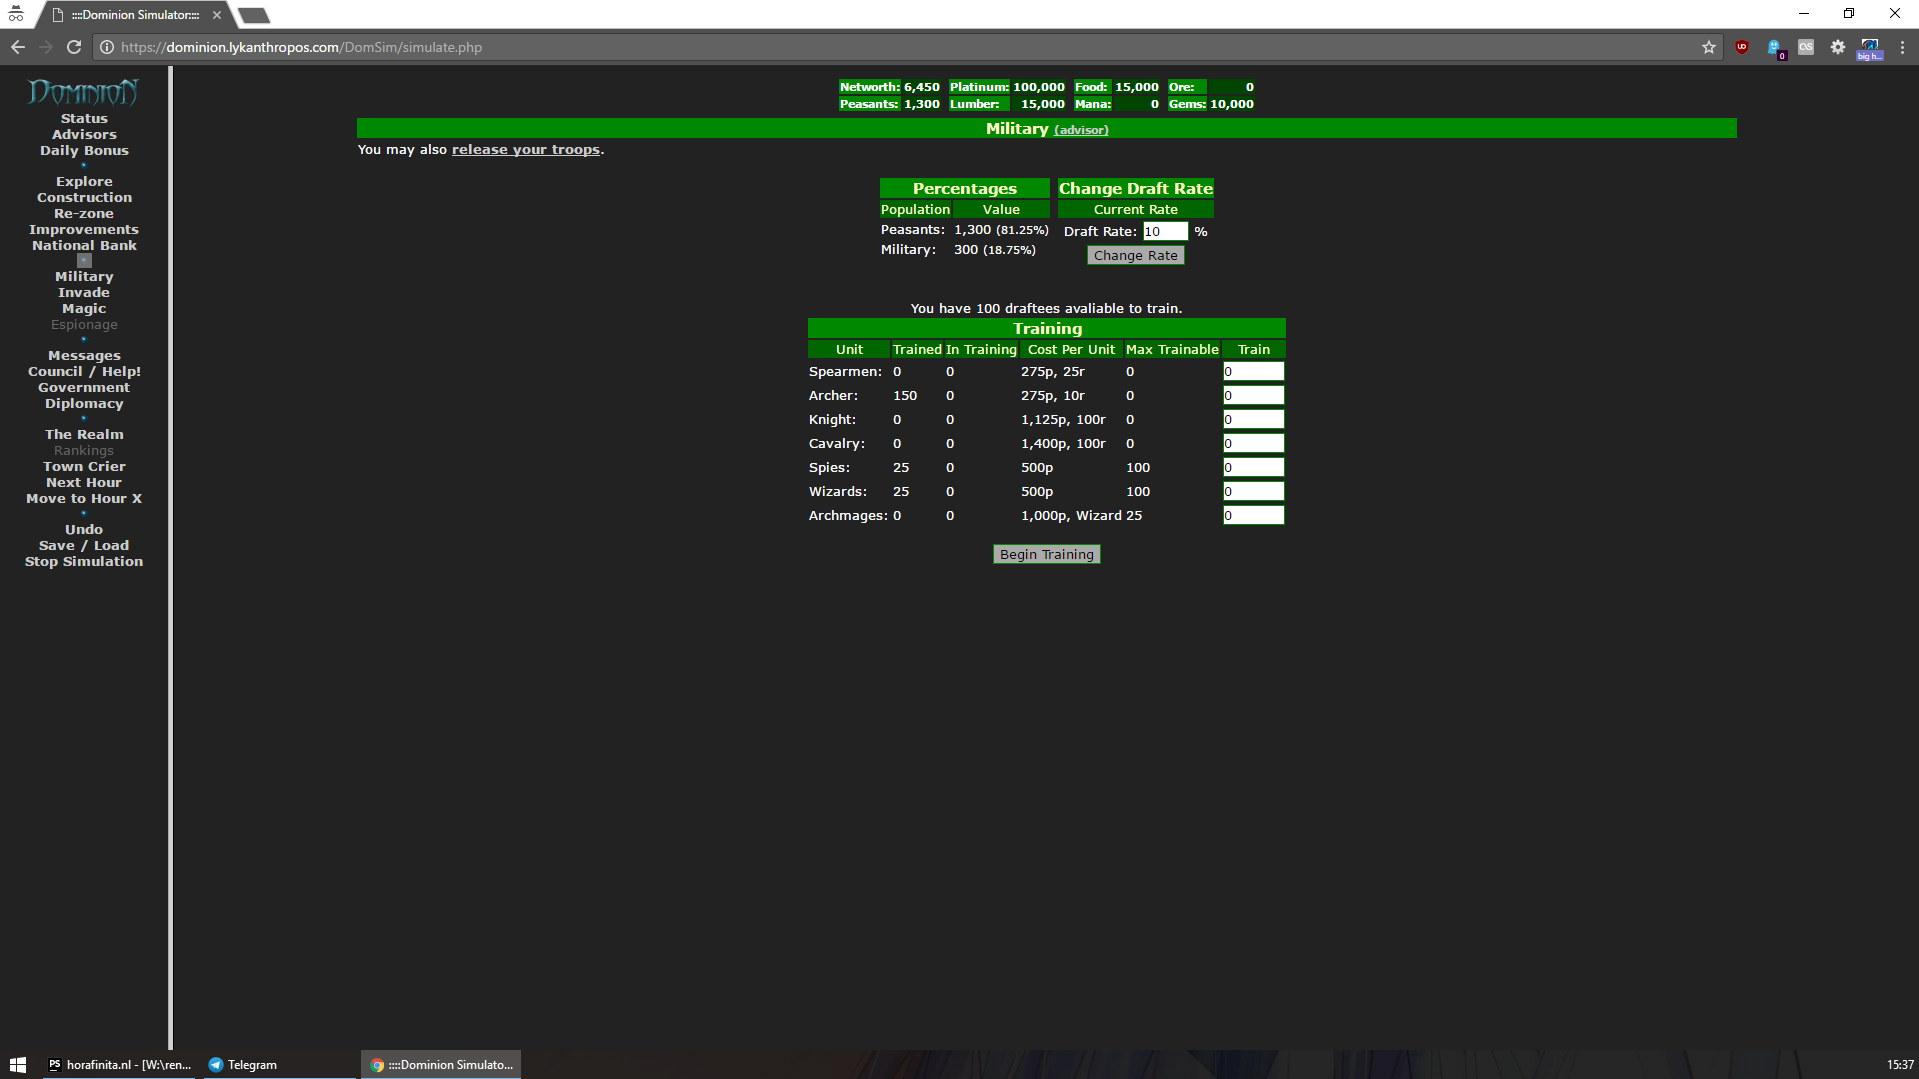 ::::Dominion Simulator::::
https://dominion.lykanthropos.com/DomSim/simulate.php
0
big h...
DOMINION
Status
Advisors
Daily Bonus
Explore
Construction
Re-zone
Improvements
National Bank
Military
Invade
Magic
Espionage
Messages
Council / Help!
Government
Diplomacy
The Realm
Rankings
Town Crier
Next Hour
Move to Hour X
Undo
Save / Load
Stop Simulation
Networth: 6,450 Platinum: 100,000 Food: 15,000 Ore: 0
Peasants: 1,300 Lumber: 15,000 Mana: 0 Gems: 10,000
Military (advisor)
You may also release your troops.
Percentages
Population Value
Peasants: 1,300 (81.25%)
Military: 300 (18.75%)
Change Draft Rate
Current Rate
Draft Rate: 10 %
Change Rate
You have 100 draftees avaliable to train.
Training
Unit Trained In Training Cost Per Unit Max Trainable Train
Spearmen: 0 0 275p, 25r 0 0
Archer: 150 0 275p, 10r 0 0
Knight: 0 0 1,125p, 100r 0 0
Cavalry: 0 0 1,400p, 100r 0 0
Spies: 25 0 500p 100 0
Wizards: 25 0 500p 100 0
Archmages: 0 0 1,000p, Wizard 25 0
Begin Training
PS horafinita.nl - [W:\ren...
Telegram
::::Dominion Simulato...
15:37